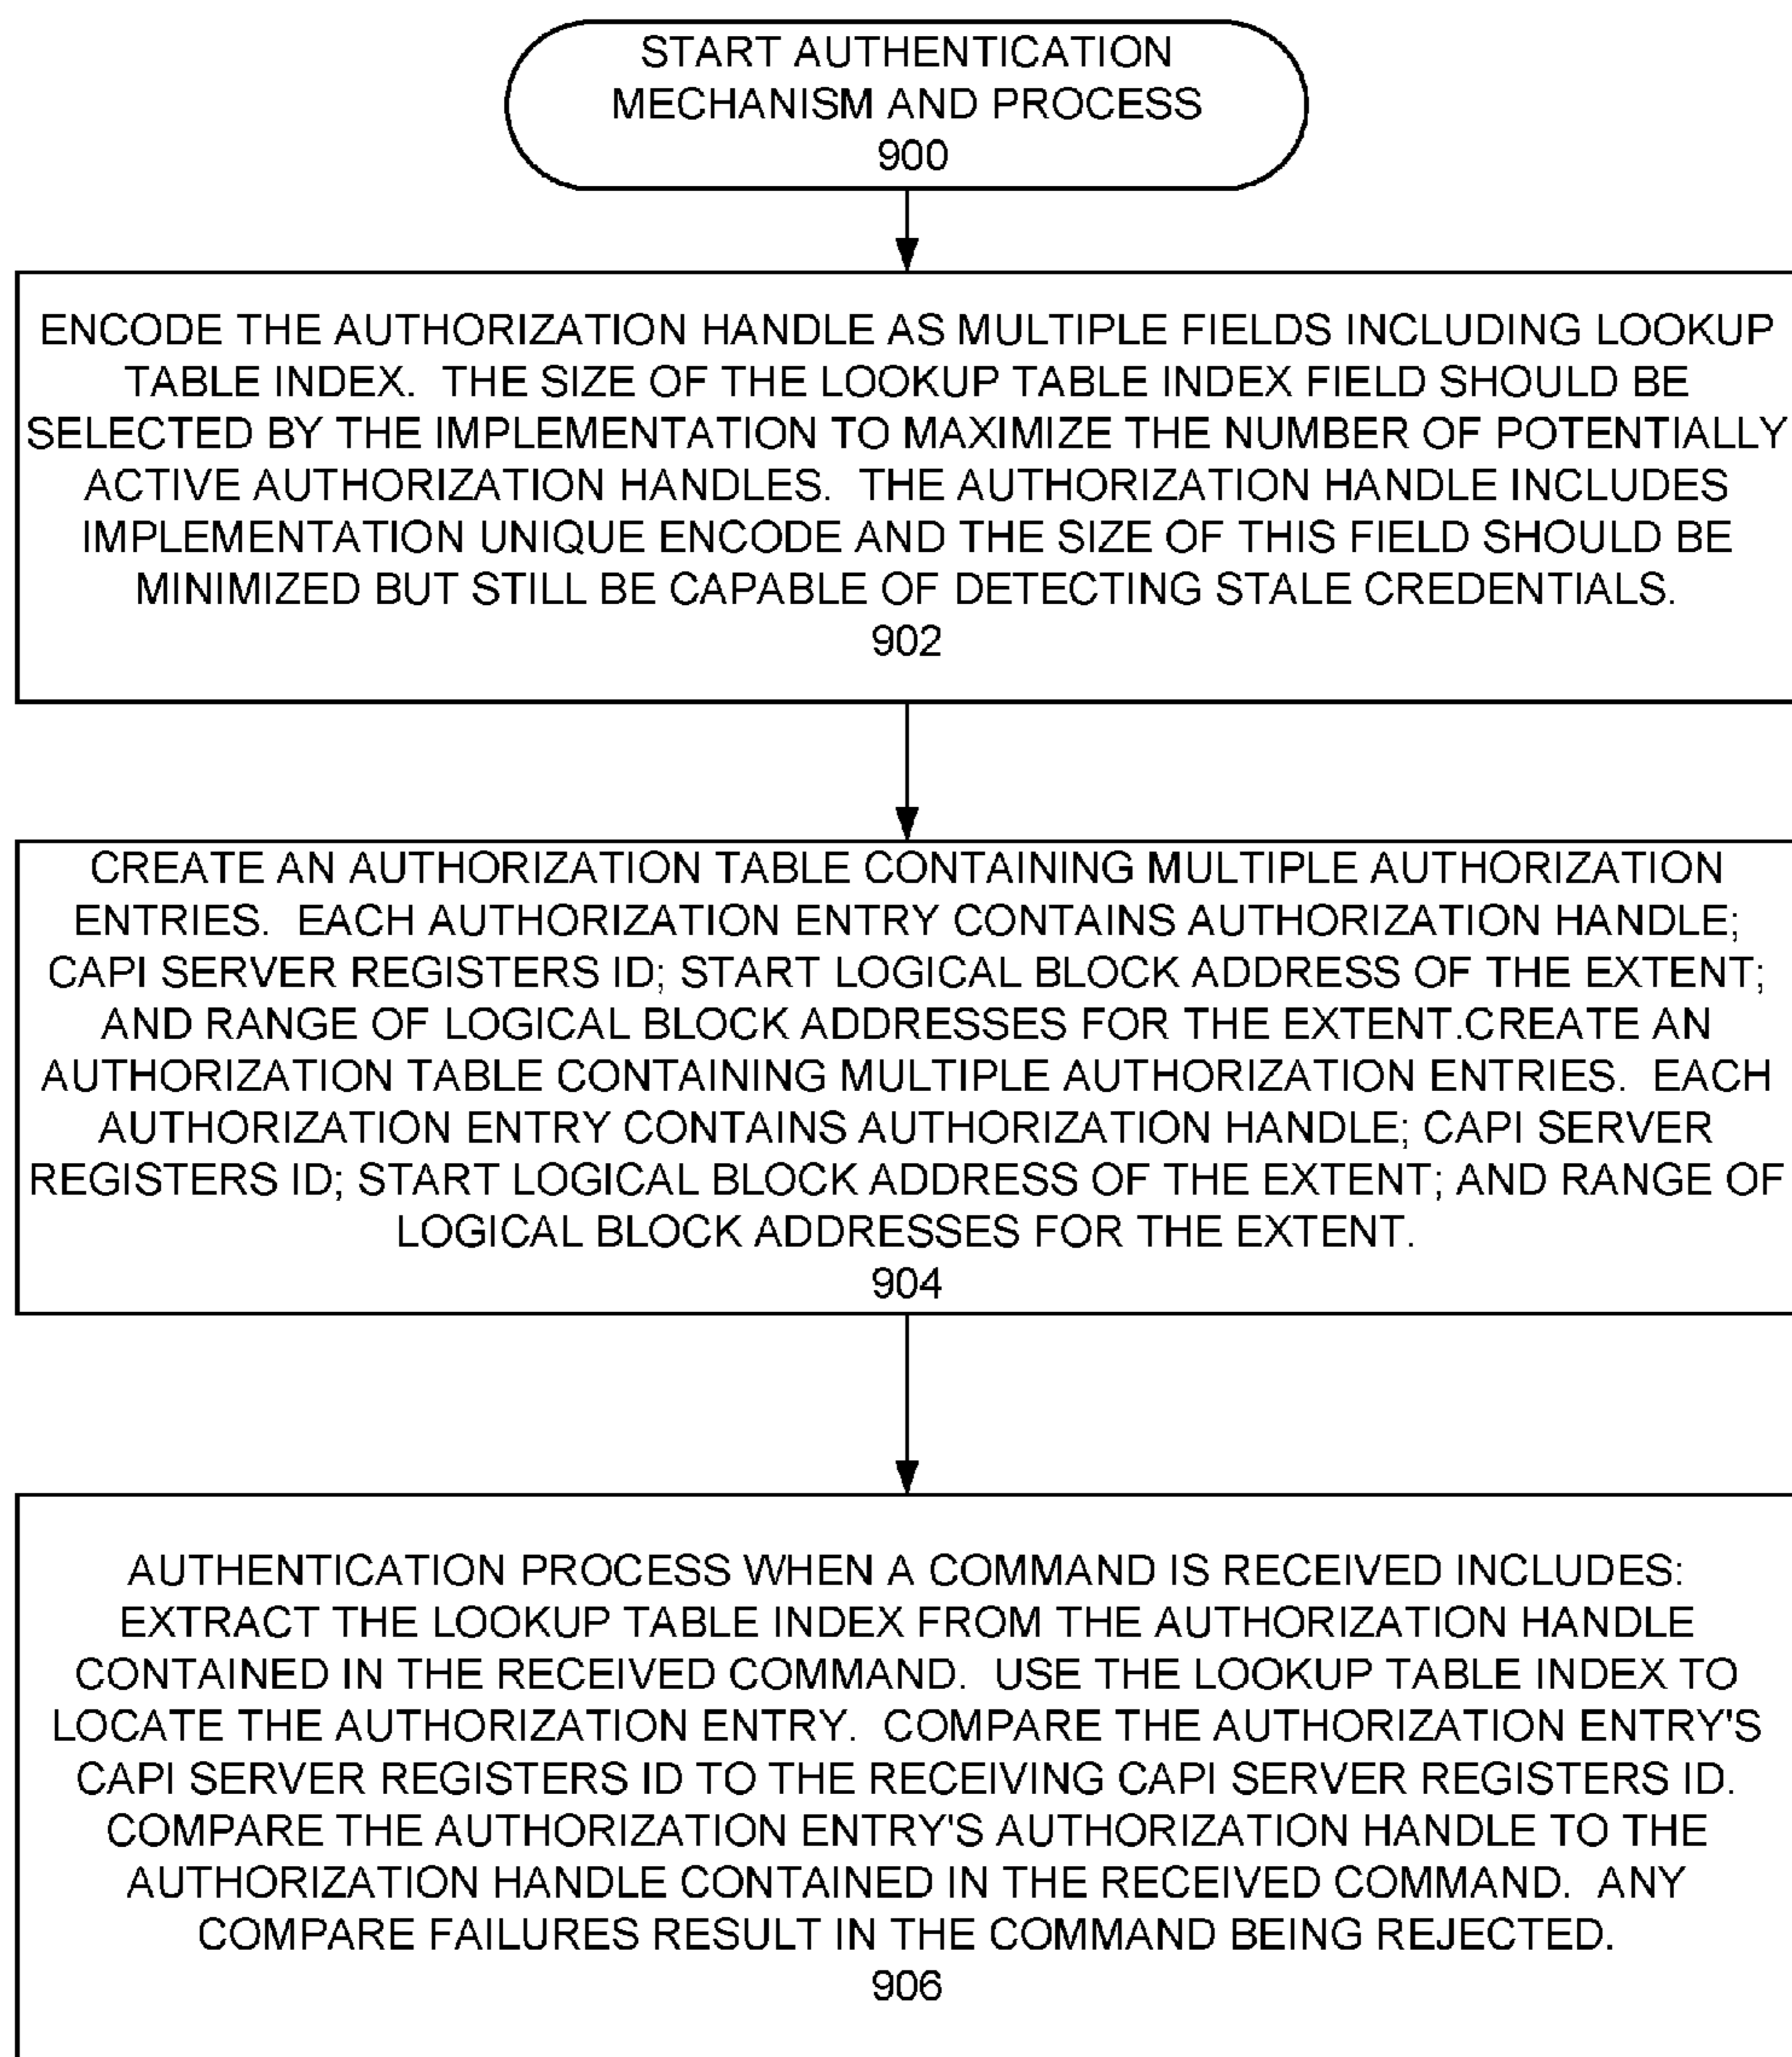 START AUTHENTICATION
MECHANISM AND PROCESS
900
ENCODE THE AUTHORIZATION HANDLE AS MULTIPLE FIELDS INCLUDING LOOKUP
TABLE INDEX. THE SIZE OF THE LOOKUP TABLE INDEX FIELD SHOULD BE
SELECTED BY THE IMPLEMENTATION TO MAXIMIZE THE NUMBER OF POTENTIALLY
ACTIVE AUTHORIZATION HANDLES. THE AUTHORIZATION HANDLE INCLUDES
IMPLEMENTATION UNIQUE ENCODE AND THE SIZE OF THIS FIELD SHOULD BE
MINIMIZED BUT STILL BE CAPABLE OF DETECTING STALE CREDENTIALS.
902
CREATE AN AUTHORIZATION TABLE CONTAINING MULTIPLE AUTHORIZATION
ENTRIES. EACH AUTHORIZATION ENTRY CONTAINS AUTHORIZATION HANDLE;
CAPI SERVER REGISTERS ID; START LOGICAL BLOCK ADDRESS OF THE EXTENT;
AND RANGE OF LOGICAL BLOCK ADDRESSES FOR THE EXTENT.CREATE AN
AUTHORIZATION TABLE CONTAINING MULTIPLE AUTHORIZATION ENTRIES. EACH
AUTHORIZATION ENTRY CONTAINS AUTHORIZATION HANDLE; CAPI SERVER
REGISTERS ID; START LOGICAL BLOCK ADDRESS OF THE EXTENT; AND RANGE OF
LOGICAL BLOCK ADDRESSES FOR THE EXTENT.
904
AUTHENTICATION PROCESS WHEN A COMMAND IS RECEIVED INCLUDES:
EXTRACT THE LOOKUP TABLE INDEX FROM THE AUTHORIZATION HANDLE
CONTAINED IN THE RECEIVED COMMAND. USE THE LOOKUP TABLE INDEX TO
LOCATE THE AUTHORIZATION ENTRY. COMPARE THE AUTHORIZATION ENTRY'S
CAPI SERVER REGISTERS ID TO THE RECEIVING CAPI SERVER REGISTERS ID.
COMPARE THE AUTHORIZATION ENTRY'S AUTHORIZATION HANDLE TO THE
AUTHORIZATION HANDLE CONTAINED IN THE RECEIVED COMMAND. ANY
COMPARE FAILURES RESULT IN THE COMMAND BEING REJECTED.
906